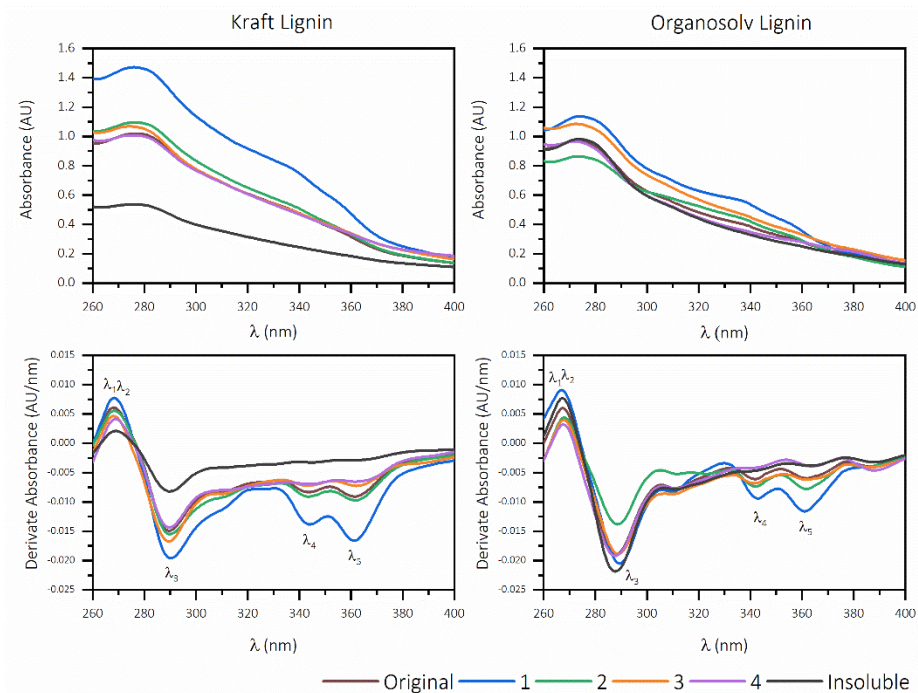 Kraft Lignin
Organosolv Lignin
Absorbance (AU)
1.6
1.4
1.2
1.0
0.8
0.6
0.4
0.2
0.0
260 280 300 320 340 360 380 400
λ (nm)
Absorbance (AU)
1.6
1.4
1.2
1.0
0.8
0.6
0.4
0.2
0.0
260 280 300 320 340 360 380 400
λ (nm)
Derivate Absorbance (AU/nm)
0.015
0.010
0.005
0.000
-0.005
-0.010
-0.015
-0.020
-0.025
λ₁λ₂
λ₃
λ₄
λ₅
260 280 300 320 340 360 380 400
λ (nm)
Derivate Absorbance (AU/nm)
0.015
0.010
0.005
0.000
-0.005
-0.010
-0.015
-0.020
-0.025
λ₁λ₂
λ₃
λ₄
λ₅
260 280 300 320 340 360 380 400
λ (nm)
Original 1 2 3 4 Insoluble